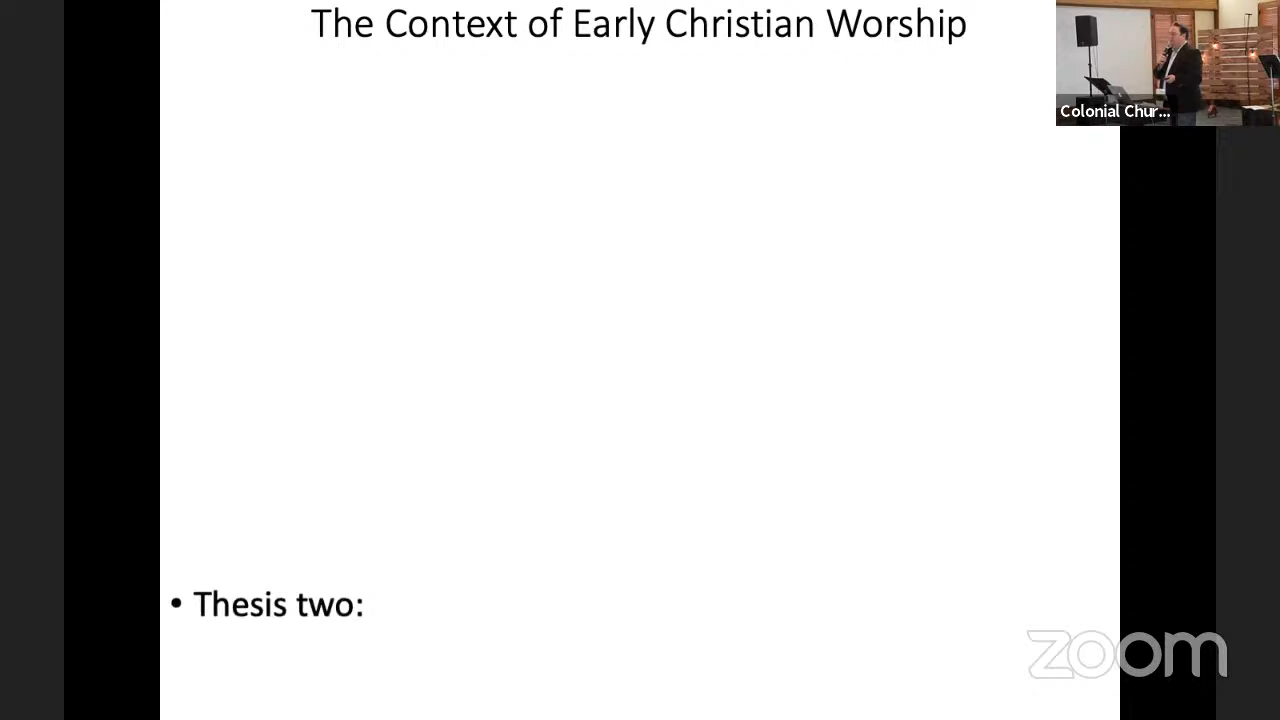 The Context of Early Christian Worship
Colonial Chur...
• Thesis two:
zoom